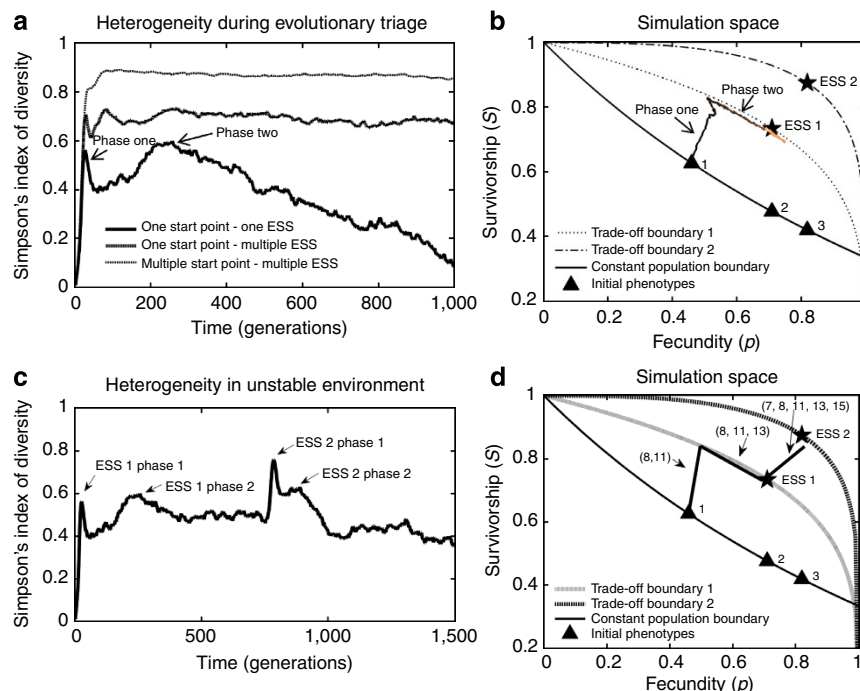 a
Heterogeneity during evolutionary triage
Simpson's index of diversity
1
0.8
0.6
0.4
0.2
0
Phase one
Phase two
One start point - one ESS
One start point - multiple ESS
Multiple start point - multiple ESS
0 200 400 600 800 1,000
Time (generations)
b
Simulation space
Survivorship (S)
1
0.8
0.6
0.4
0.2
ESS 2
Phase two
Phase one
ESS 1
1
2
3
Trade-off boundary 1
Trade-off boundary 2
Constant population boundary
Initial phenotypes
0 0.2 0.4 0.6 0.8 1
Fecundity (p)
c
Heterogeneity in unstable environment
Simpson's index of diversity
1
0.8
0.6
0.4
0.2
0
ESS 1 phase 1
ESS 1 phase 2
ESS 2 phase 1
ESS 2 phase 2
0 500 1,000 1,500
Time (generations)
d
Simulation space
Survivorship (S)
1
0.8
0.6
0.4
0.2
(7, 8, 11, 13, 15)
(8, 11, 13)
ESS 2
(8,11)
ESS 1
1
2
3
Trade-off boundary 1
Trade-off boundary 2
Constant population boundary
Initial phenotypes
0 0.2 0.4 0.6 0.8 1
Fecundity (p)